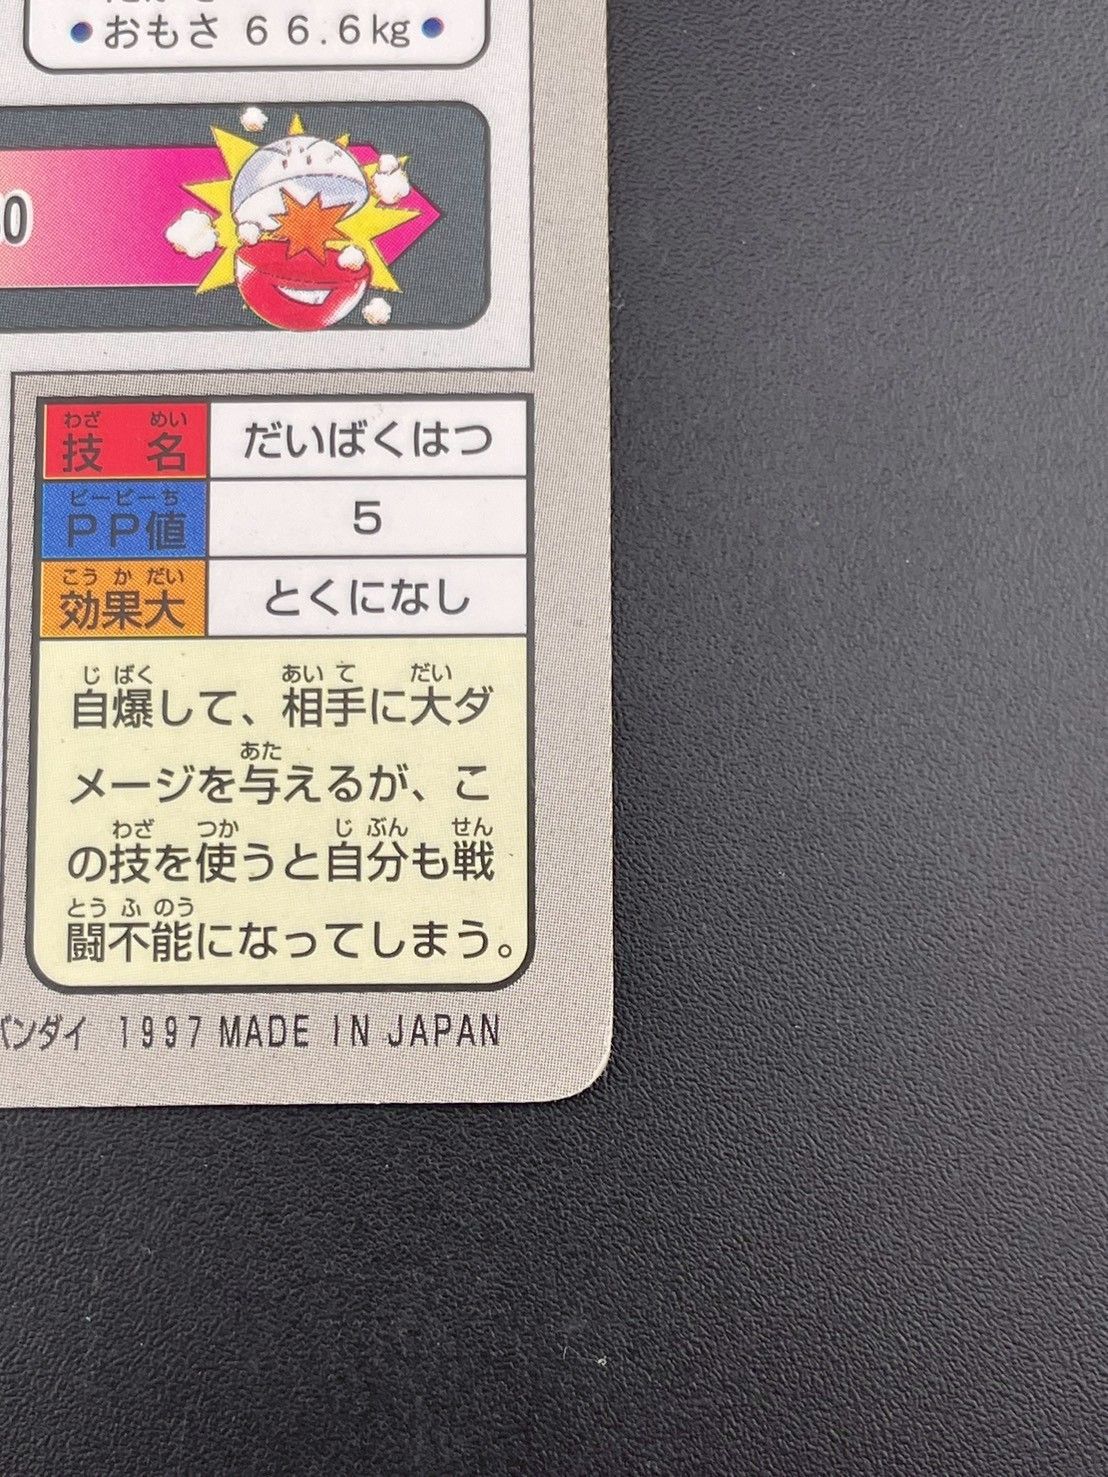 ●おもさ 66.6kg●
わざ めい
技 名 だいばくはつ
ピーピーち
PP値 5
こう か だい
効果大 とくになし
じ ばく あい て だい
自爆して、相手に大ダ
あた
メージを与えるが、こ
わざ つか じ ぶん せん
の技を使うと自分も戦
とう ふ のう
闘不能になってしまう。
バンダイ 1997 MADE IN JAPAN